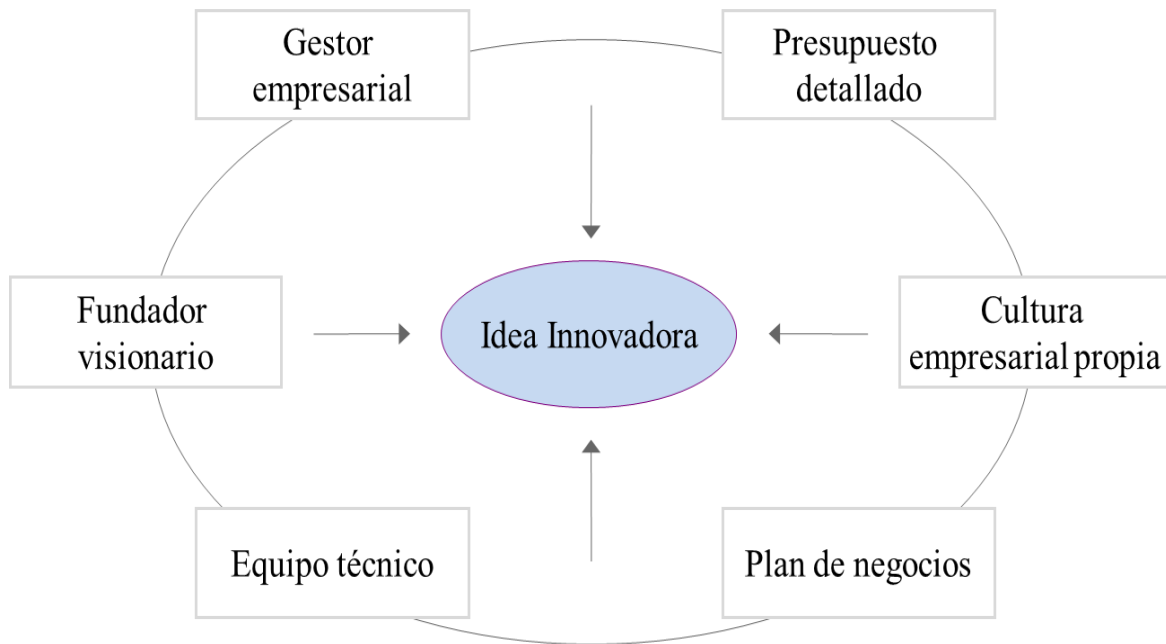 Gestor
empresarial
Presupuesto
detallado
Fundador
visionario
Idea Innovadora
Cultura
empresarial propia
Equipo técnico
Plan de negocios